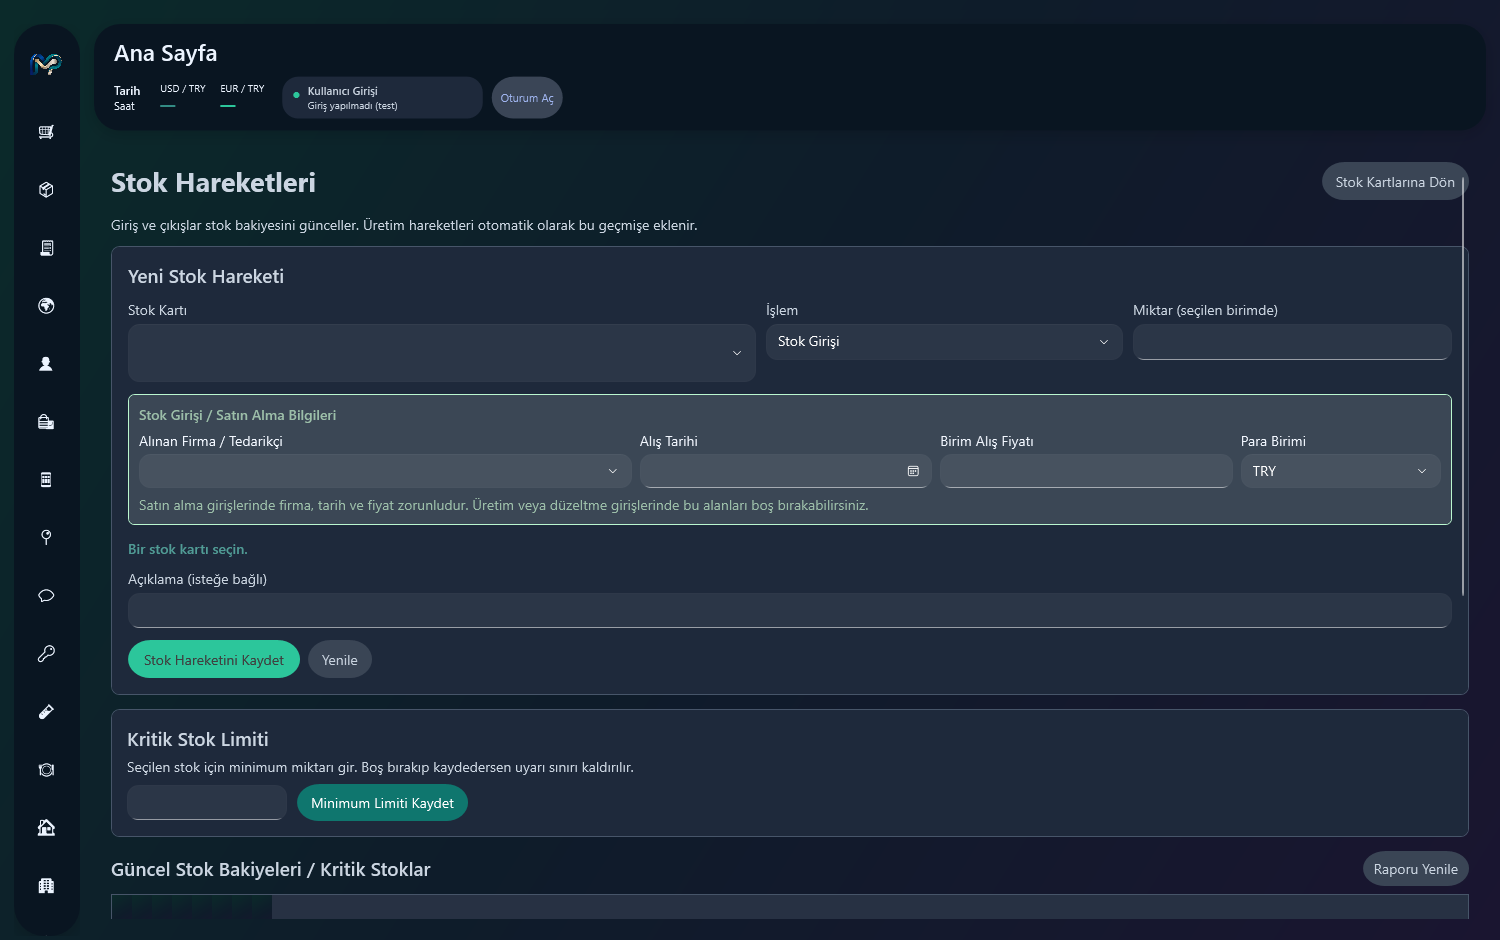 Ana Sayfa
Tarih
Saat
USD / TRY
EUR / TRY
Kullanıcı Girişi
Giriş yapılmadı (test)
Oturum Aç
Stok Hareketleri
Stok Kartlarına Dön
Giriş ve çıkışlar stok bakiyesini günceller. Üretim hareketleri otomatik olarak bu geçmişe eklenir.
Yeni Stok Hareketi
Stok Kartı
İşlem
Miktar (seçilen birimde)
Stok Girişi
Stok Girişi / Satın Alma Bilgileri
Alınan Firma / Tedarikçi
Alış Tarihi
Birim Alış Fiyatı
Para Birimi
TRY
Satın alma girişlerinde firma, tarih ve fiyat zorunludur. Üretim veya düzeltme girişlerinde bu alanları boş bırakabilirsiniz.
Bir stok kartı seçin.
Açıklama (isteğe bağlı)
Stok Hareketini Kaydet
Yenile
Kritik Stok Limiti
Seçilen stok için minimum miktarı gir. Boş bırakıp kaydedersen uyarı sınırı kaldırılır.
Minimum Limiti Kaydet
Güncel Stok Bakiyeleri / Kritik Stoklar
Raporu Yenile